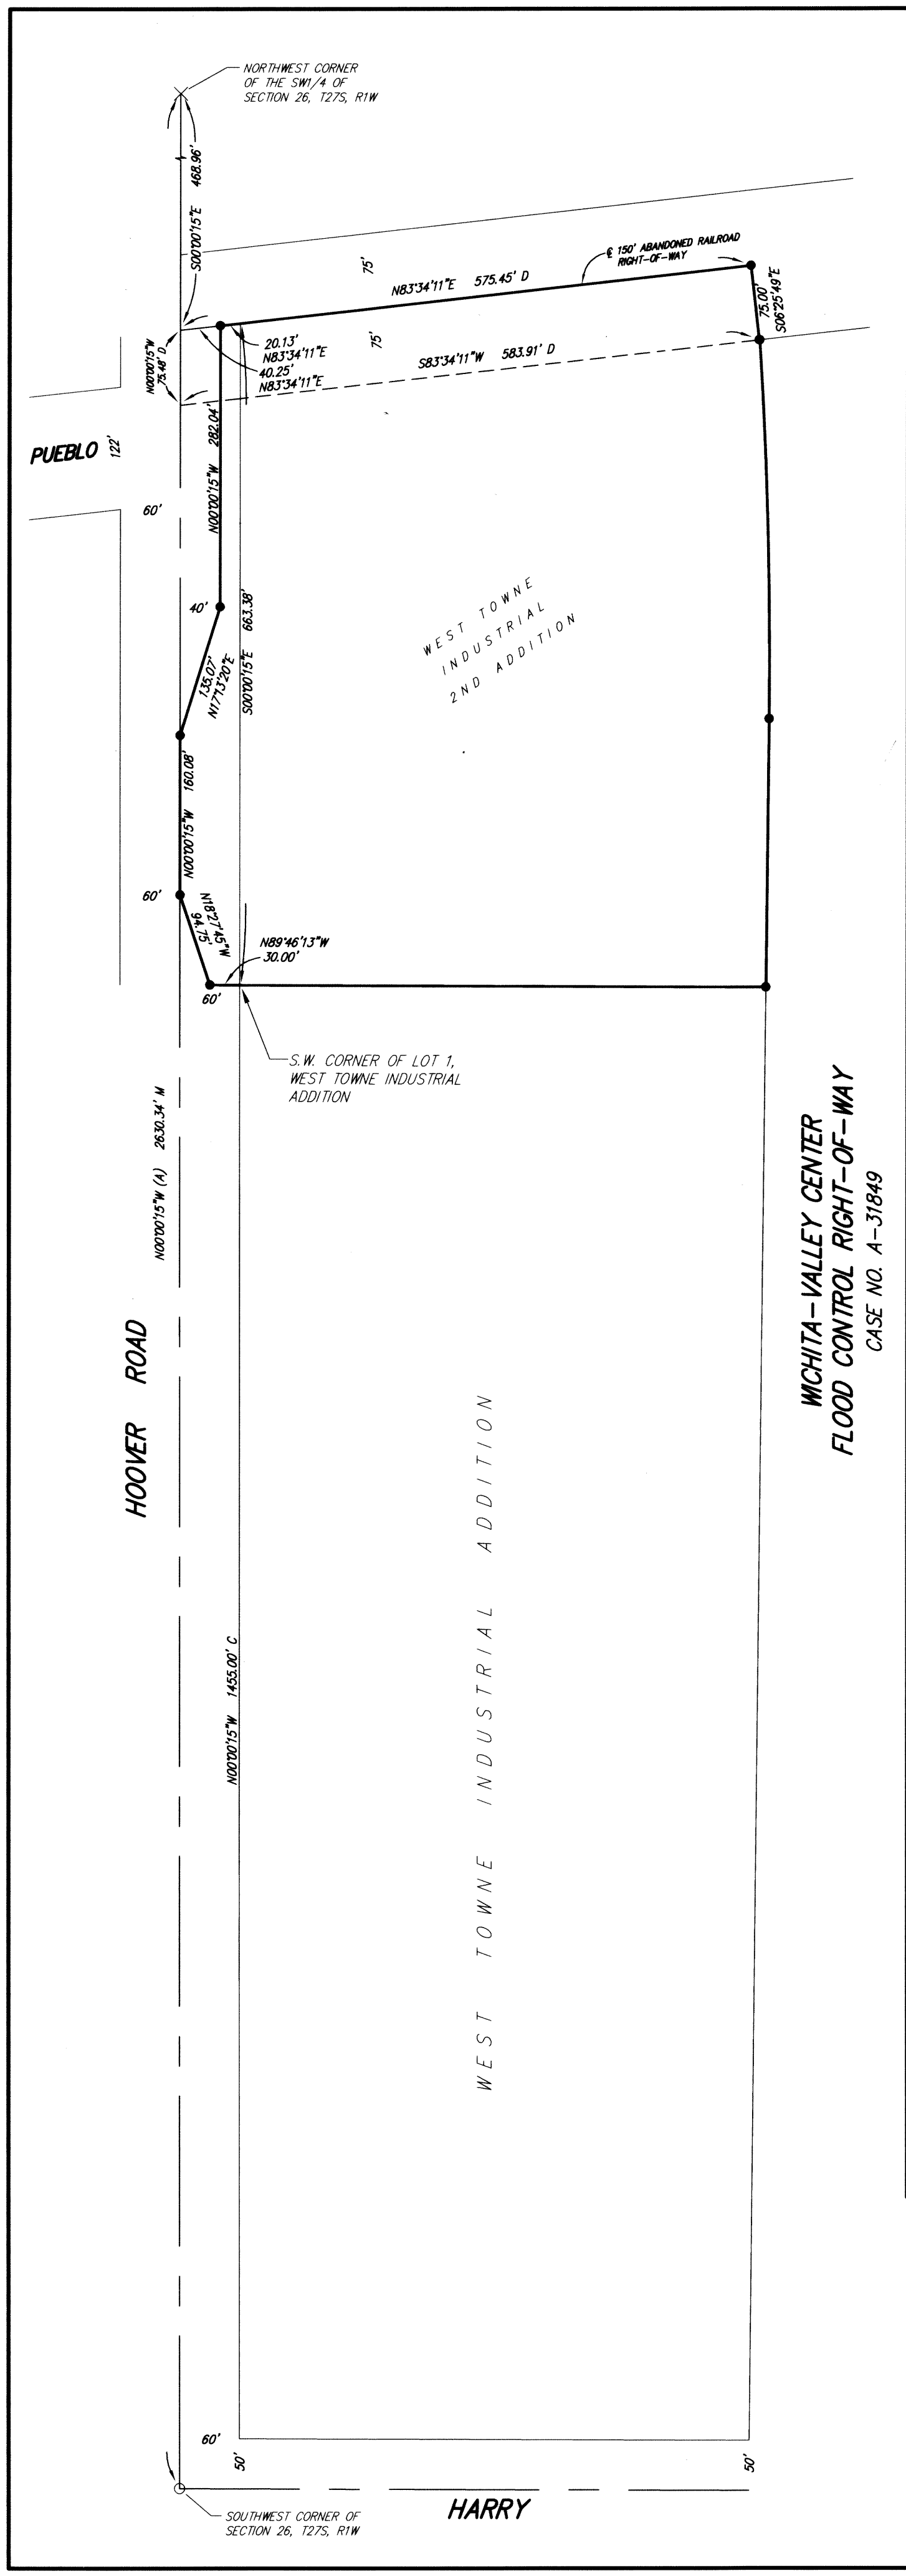 NORTHWEST CORNER
OF THE SW1/4 OF
SECTION 26, T27S, R1W
S00°00'15"E 468.96'
75'
℄ 150' ABANDONED RAILROAD
RIGHT-OF-WAY
N83°34'11"E 575.45' D
75.00'
S06°25'49"E
20.13'
N83°34'11"E
40.25'
N83°34'11"E
75'
S83°34'11"W 583.91' D
N00°00'15"W
75.48' D
PUEBLO
122'
N00°00'15"W 282.04'
60'
40'
S00°00'15"E 663.38'
WEST TOWNE
INDUSTRIAL
2ND ADDITION
135.07'
N17°13'20"E
N00°00'15"W 160.08'
60'
N18°27'45"W
94.75'
N89°46'13"W
30.00'
60'
S.W. CORNER OF LOT 1,
WEST TOWNE INDUSTRIAL
ADDITION
N00°00'15"W (A) 2630.34' M
WICHITA-VALLEY CENTER
FLOOD CONTROL RIGHT-OF-WAY
CASE NO. A-31849
HOOVER ROAD
WEST TOWNE INDUSTRIAL ADDITION
N00°00'15"W 1455.00' C
60'
50'
50'
HARRY
SOUTHWEST CORNER OF
SECTION 26, T27S, R1W